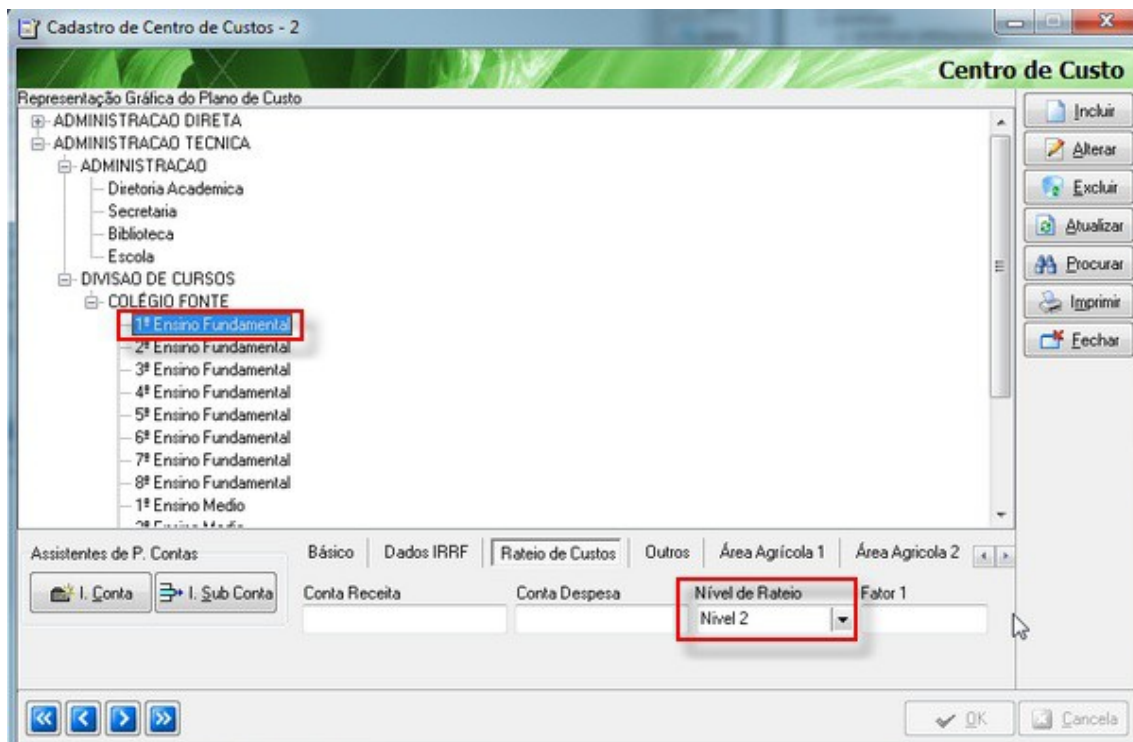 Cadastro de Centro de Custos - 2
Centro de Custo
Representação Gráfica do Plano de Custo
ADMINISTRACAO DIRETA
ADMINISTRACAO TECNICA
ADMINISTRACAO
Diretoria Academica
Secretaria
Biblioteca
Escola
DIVISAO DE CURSOS
COLÉGIO FONTE
1ª Ensino Fundamental
2ª Ensino Fundamental
3ª Ensino Fundamental
4ª Ensino Fundamental
5ª Ensino Fundamental
6ª Ensino Fundamental
7ª Ensino Fundamental
8ª Ensino Fundamental
1ª Ensino Medio
2ª Ensino Medio
Incluir
Alterar
Excluir
Atualizar
Procurar
Imprimir
Fechar
Assistentes de P. Contas
I. Conta
I. Sub Conta
Básico
Dados IRRF
Rateio de Custos
Outros
Área Agrícola 1
Área Agricola 2
Conta Receita
Conta Despesa
Nível de Rateio
Fator 1
Nivel 2
OK
Cancela